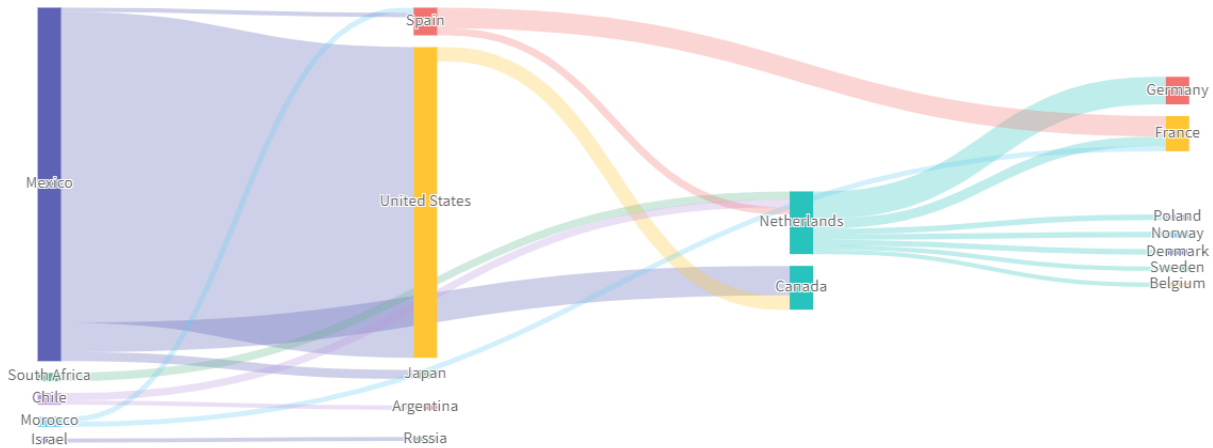 Mexico
South Africa
Chile
Morocco
Israel
Spain
United States
Japan
Argentina
Russia
Netherlands
Canada
Germany
France
Poland
Norway
Denmark
Sweden
Belgium